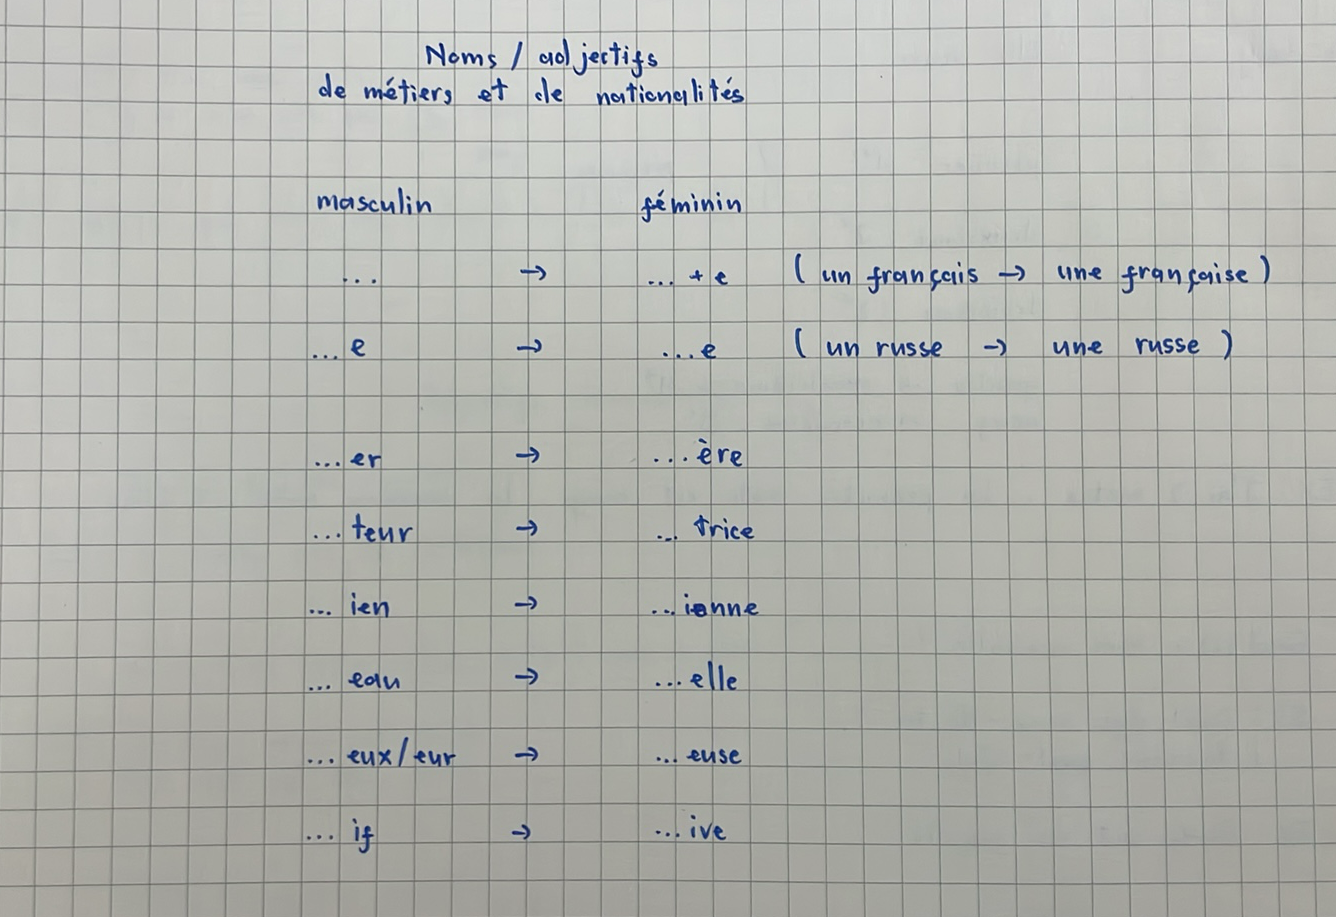 Noms / adjectifs
de métiers et de nationalités
masculin féminin
... → ... + e ( un français → une française )
... e → ... e ( un russe → une russe )
... er → ... ère
... teur → ... trice
... ien → ... ienne
... eau → ... elle
... eux/eur → ... euse
... if → ... ive